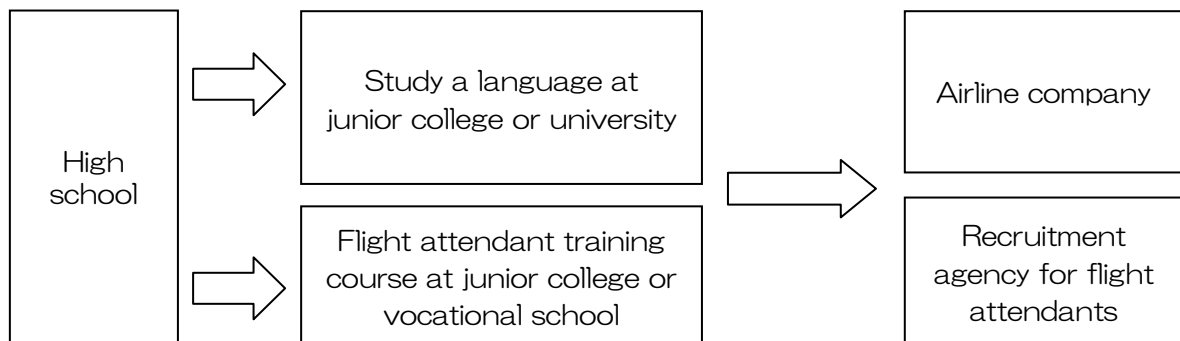 High
school
Study a language at
junior college or university
Flight attendant training
course at junior college or
vocational school
Airline company
Recruitment
agency for flight
attendants